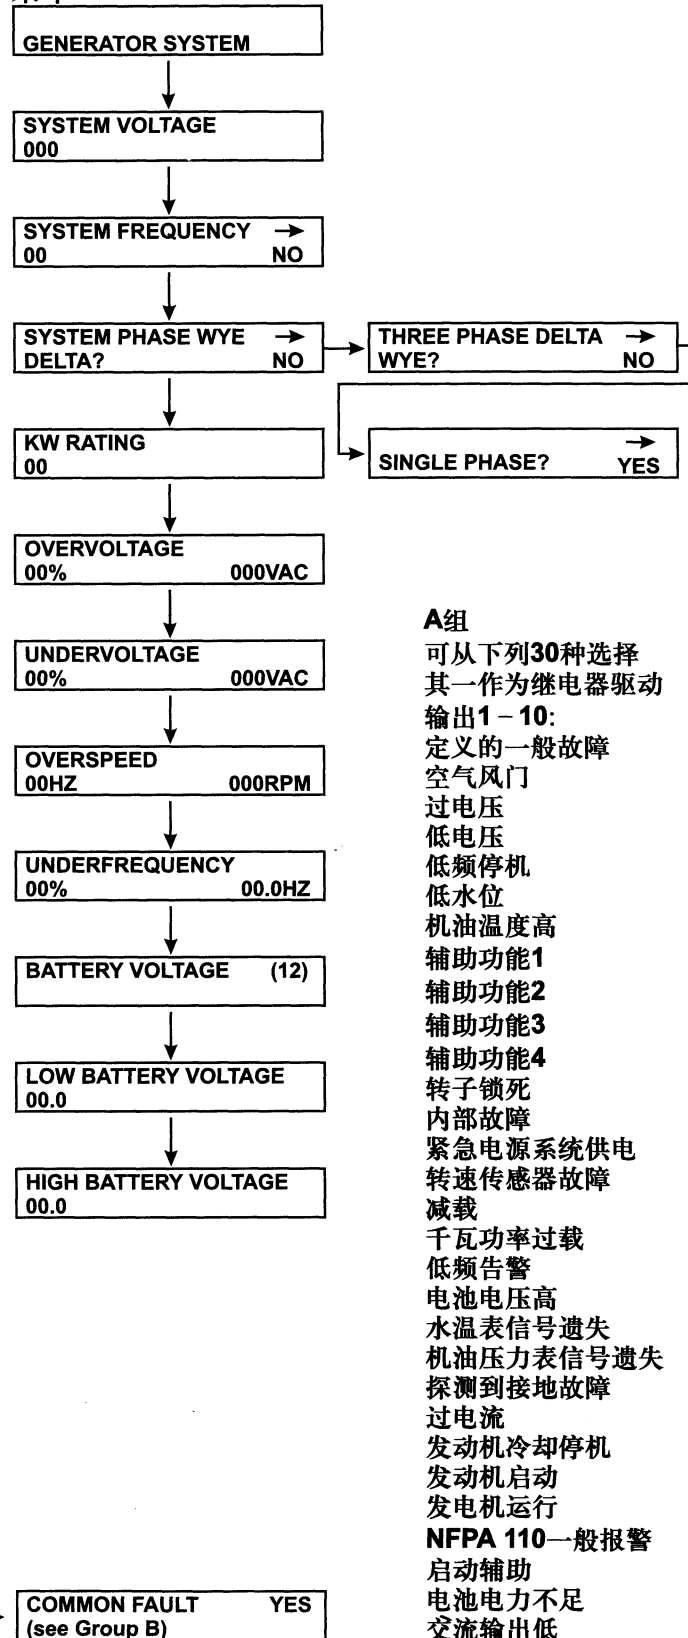 GENERATOR SYSTEM
SYSTEM VOLTAGE
000
SYSTEM FREQUENCY →
00 NO
SYSTEM PHASE WYE →
DELTA? NO
THREE PHASE DELTA →
WYE? NO
KW RATING
00
→
SINGLE PHASE? YES
OVERVOLTAGE
00% 000VAC
UNDERVOLTAGE
00% 000VAC
OVERSPEED
00HZ 000RPM
UNDERFREQUENCY
00% 00.0HZ
BATTERY VOLTAGE (12)
LOW BATTERY VOLTAGE
00.0
HIGH BATTERY VOLTAGE
00.0
A组
可从下列30种选择
其一作为继电器驱动
输出1－10:
定义的一般故障
空气风门
过电压
低电压
低频停机
低水位
机油温度高
辅助功能1
辅助功能2
辅助功能3
辅助功能4
转子锁死
内部故障
紧急电源系统供电
转速传感器故障
减载
千瓦功率过载
低频告警
电池电压高
水温表信号遗失
机油压力表信号遗失
探测到接地故障
过电流
发动机冷却停机
发动机启动
发电机运行
NFPA 110一般报警
启动辅助
电池电力不足
交流输出低
COMMON FAULT YES
(see Group B)